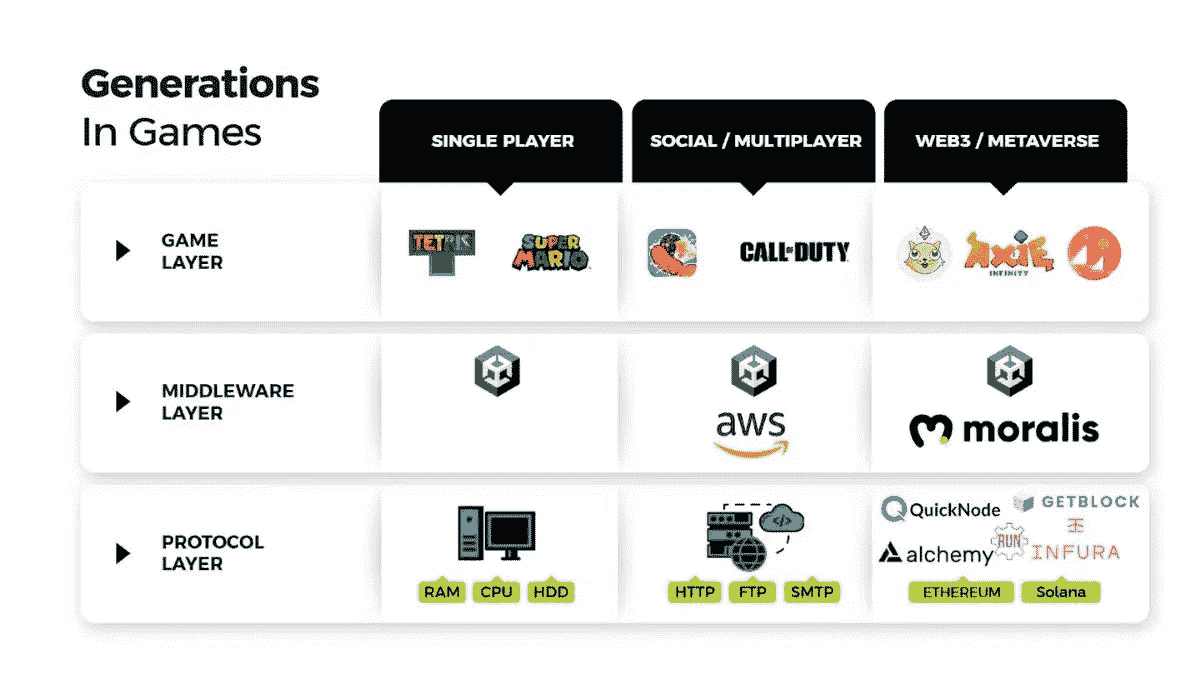 Generations
In Games
SINGLE PLAYER
SOCIAL / MULTIPLAYER
WEB3 / METAVERSE
GAME
LAYER
TETRIS
SUPER
MARIO
CALL OF DUTY
AXIE
INFINITY
MIDDLEWARE
LAYER
aws
moralis
PROTOCOL
LAYER
RAM
CPU
HDD
HTTP
FTP
SMTP
QuickNode
GETBLOCK
alchemy
RUN
INFURA
ETHEREUM
Solana